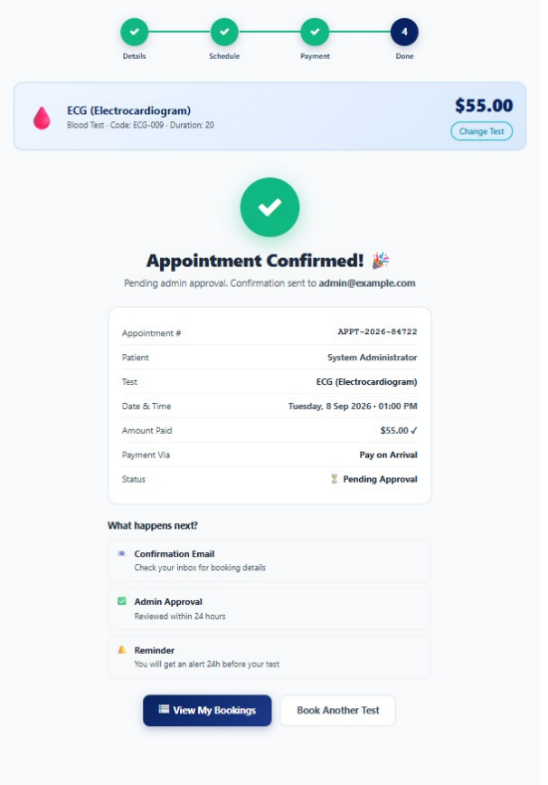 4
Details Schedule Payment Done
ECG (Electrocardiogram) $55.00
Blood Test · Code: ECG-009 · Duration: 20
Change Test
Appointment Confirmed! 🎉
Pending admin approval. Confirmation sent to admin@example.com
Appointment # APPT-2026-84722
Patient System Administrator
Test ECG (Electrocardiogram)
Date & Time Tuesday, 8 Sep 2026 · 01:00 PM
Amount Paid $55.00 ✓
Payment Via Pay on Arrival
Status ⏳ Pending Approval
What happens next?
Confirmation Email
Check your inbox for booking details
Admin Approval
Reviewed within 24 hours
Reminder
You will get an alert 24h before your test
View My Bookings Book Another Test